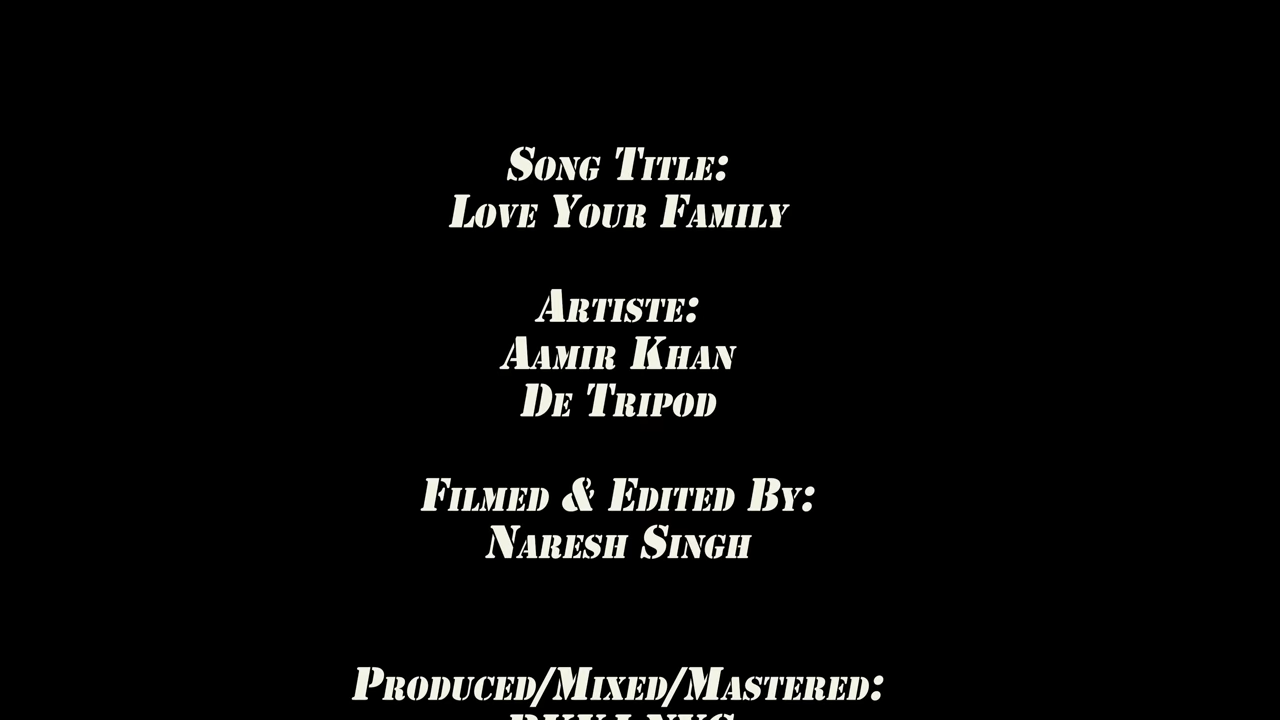 Song Title:
Love Your Family
Artiste:
Aamir Khan
De Tripod
Filmed & Edited By:
Naresh Singh
Produced/Mixed/Mastered: